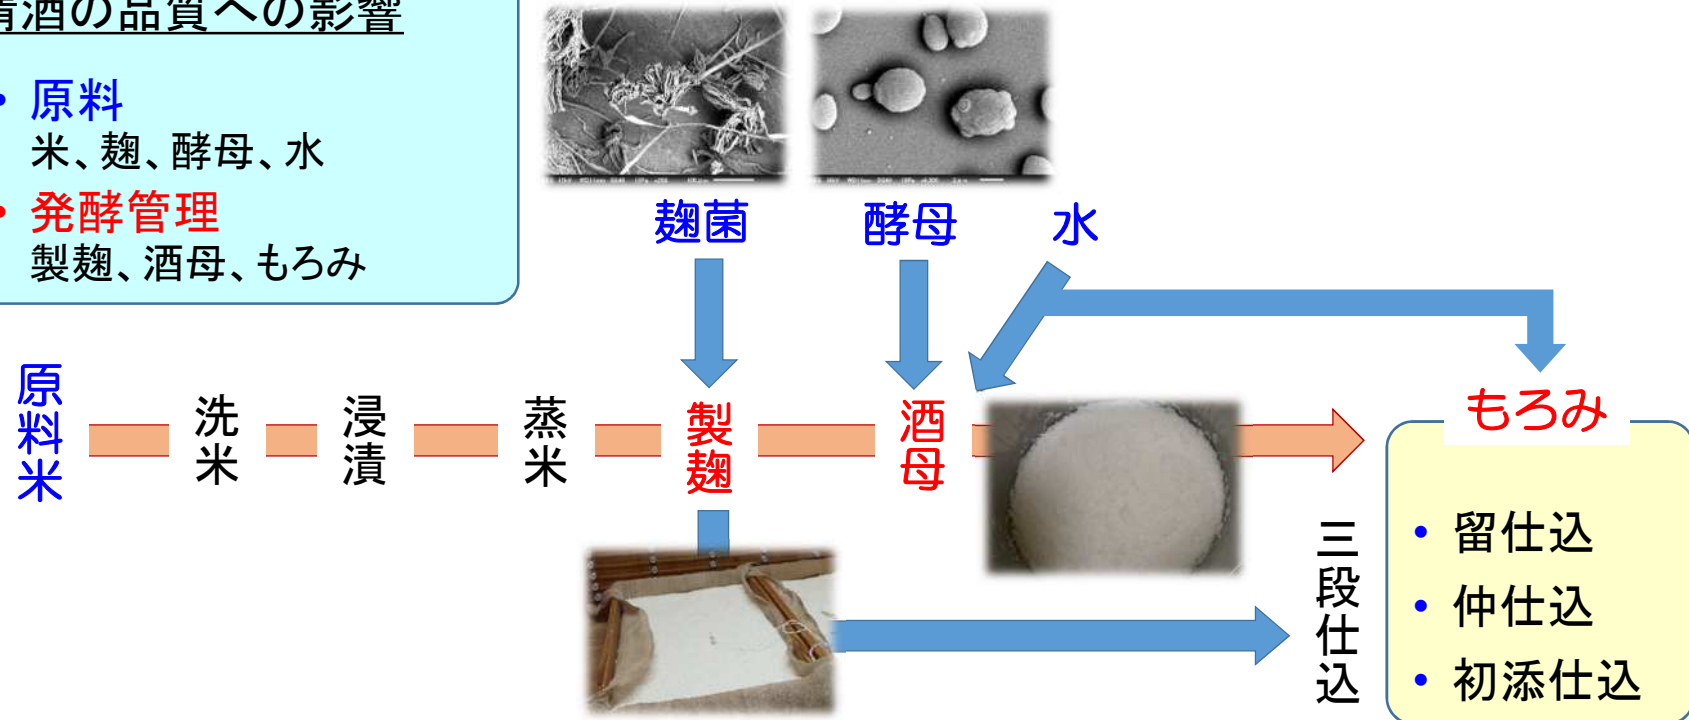 清酒の品質への影響
• 原料
米、麹、酵母、水
• 発酵管理
製麹、酒母、もろみ
麹菌
酵母
水
原料米
洗米
浸漬
蒸米
製麹
酒母
もろみ
三段仕込
• 留仕込
• 仲仕込
• 初添仕込